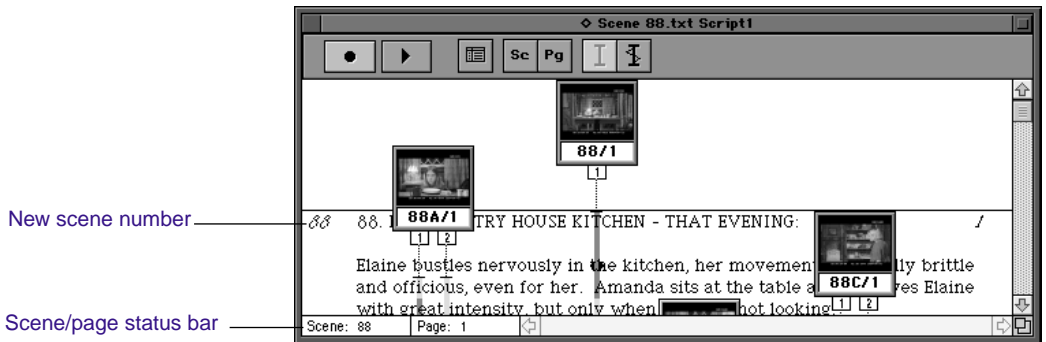 ◇ Scene 88.txt Script1
Sc Pg
88/1
1
New scene number
88A/1
1 2
88 88. TRY HOUSE KITCHEN - THAT EVENING: 1
88C/1
1 2
Elaine bustles nervously in the kitchen, her lly brittle
and officious, even for her. Amanda sits at the table Elaine
with great intensity, but only when not looking.
Scene/page status bar
Scene: 88 Page: 1